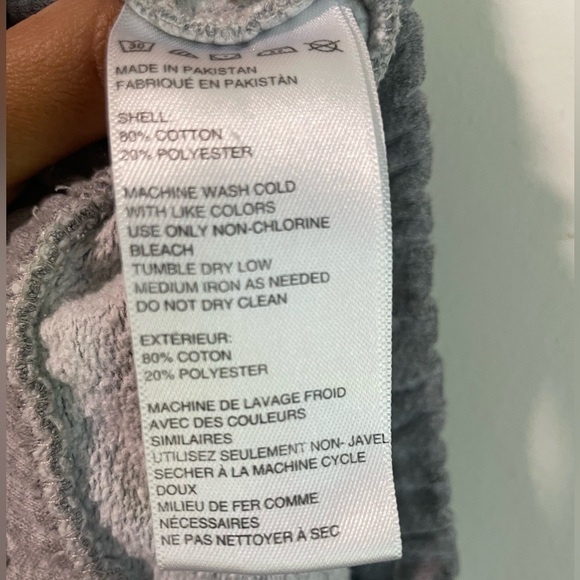 30
MADE IN PAKISTAN
FABRIQUÉ EN PAKISTÀN
SHELL:
80% COTTON
20% POLYESTER
MACHINE WASH COLD
WITH LIKE COLORS
USE ONLY NON-CHLORINE
BLEACH
TUMBLE DRY LOW
MEDIUM IRON AS NEEDED
DO NOT DRY CLEAN
EXTÉRIEUR:
80% COTON
20% POLYESTER
MACHINE DE LAVAGE FROID
AVEC DES COULEURS
SIMILAIRES
UTILISEZ SEULEMENT NON- JAVEL
SECHER À LA MACHINE CYCLE
DOUX
MILIEU DE FER COMME
NÉCESSAIRES
NE PAS NETTOYER À SEC